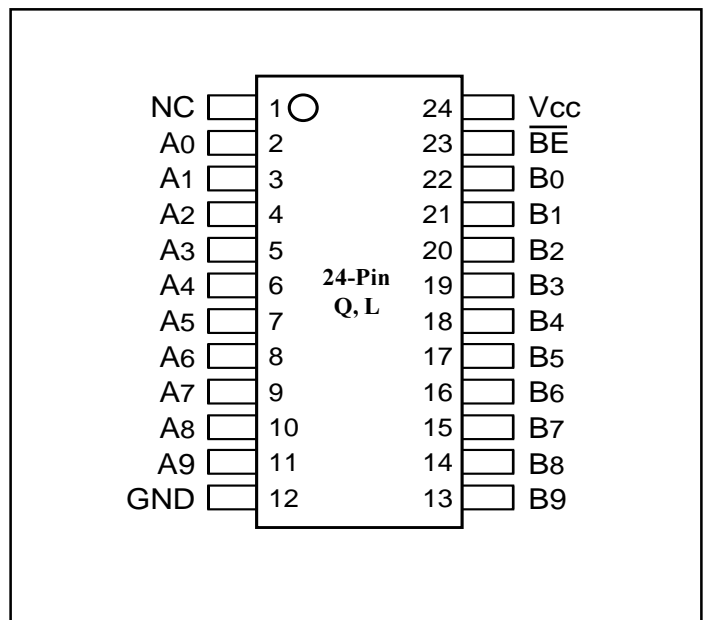 NC 1 24 Vcc
A0 2 23 B̅E̅
A1 3 22 B0
A2 4 21 B1
A3 5 20 B2
A4 6 24-Pin 19 B3
Q, L
A5 7 18 B4
A6 8 17 B5
A7 9 16 B6
A8 10 15 B7
A9 11 14 B8
GND 12 13 B9